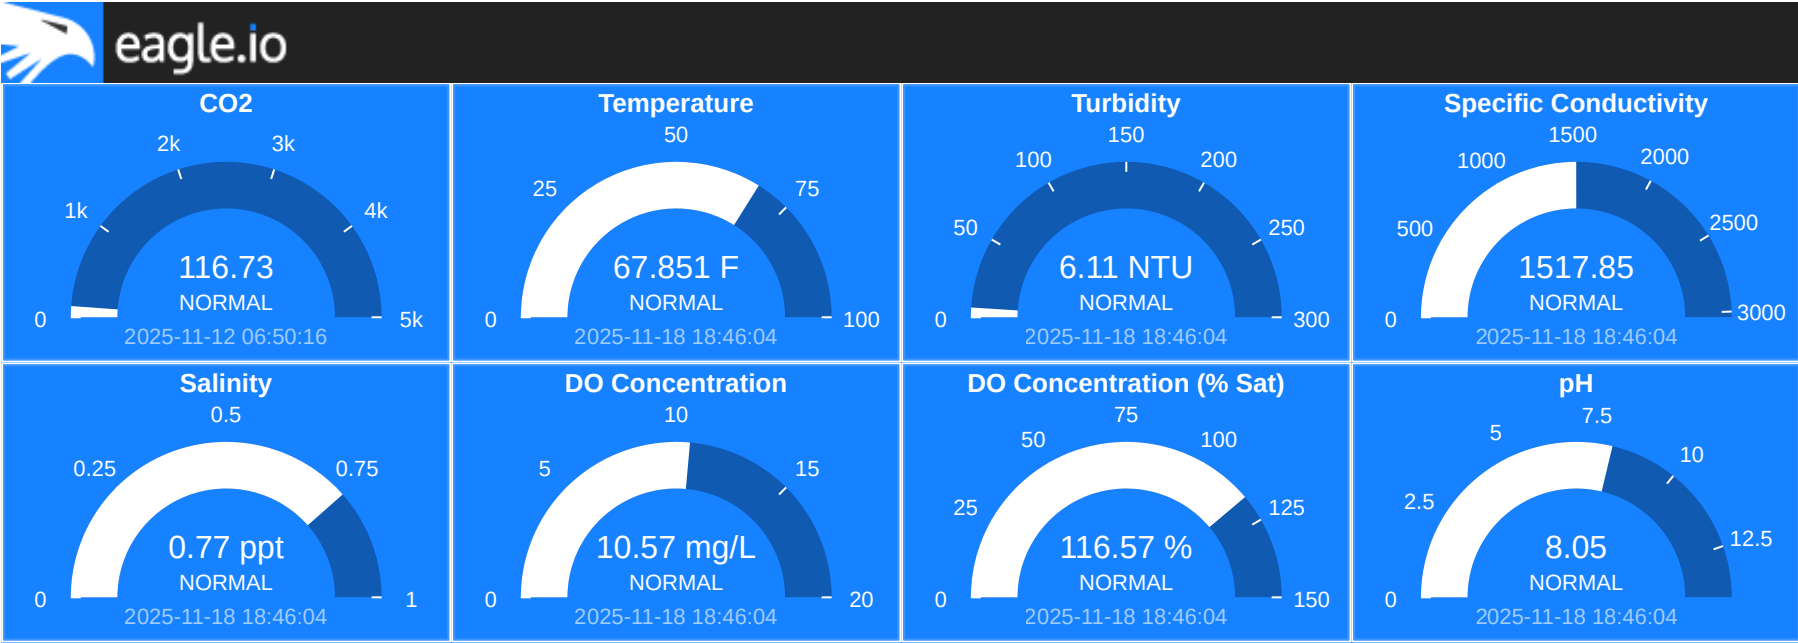 eagle.io
CO2
2k 3k
1k 4k
116.73
NORMAL
0 5k
2025-11-12 06:50:16
Temperature
50
25 75
67.851 F
NORMAL
0 100
2025-11-18 18:46:04
Turbidity
150
100 200
50 250
6.11 NTU
NORMAL
0 300
2025-11-18 18:46:04
Specific Conductivity
1500
1000 2000
500 2500
1517.85
NORMAL
0 3000
2025-11-18 18:46:04
Salinity
0.5
0.25 0.75
0.77 ppt
NORMAL
0 1
2025-11-18 18:46:04
DO Concentration
10
5 15
10.57 mg/L
NORMAL
0 20
2025-11-18 18:46:04
DO Concentration (% Sat)
75
50 100
25 125
116.57 %
NORMAL
0 150
2025-11-18 18:46:04
pH
7.5
5 10
2.5 12.5
8.05
NORMAL
0
2025-11-18 18:46:04